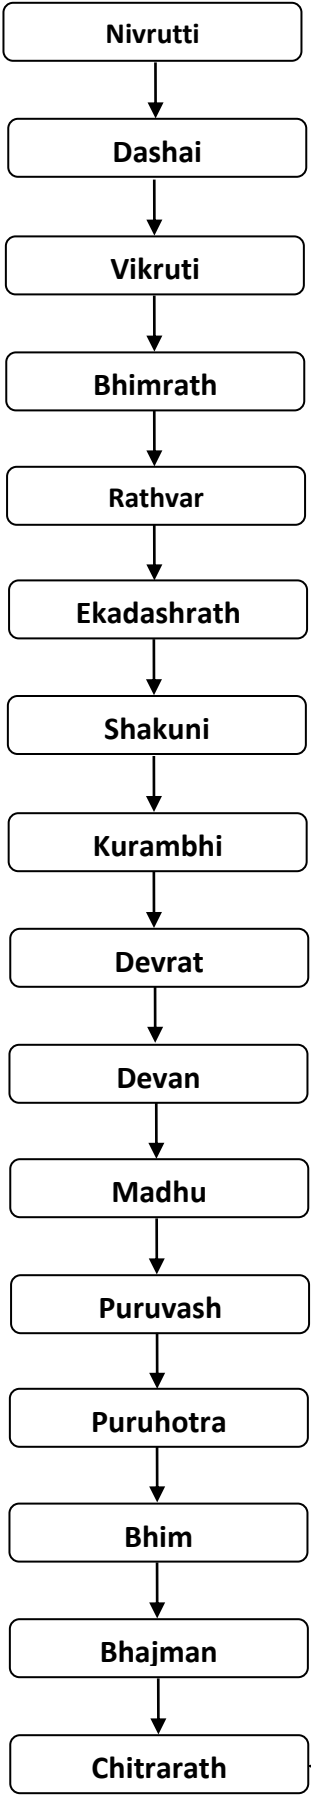 Nivrutti
Dashai
Vikruti
Bhimrath
Rathvar
Ekadashrath
Shakuni
Kurambhi
Devrat
Devan
Madhu
Puruvash
Puruhotra
Bhim
Bhajman
Chitrarath